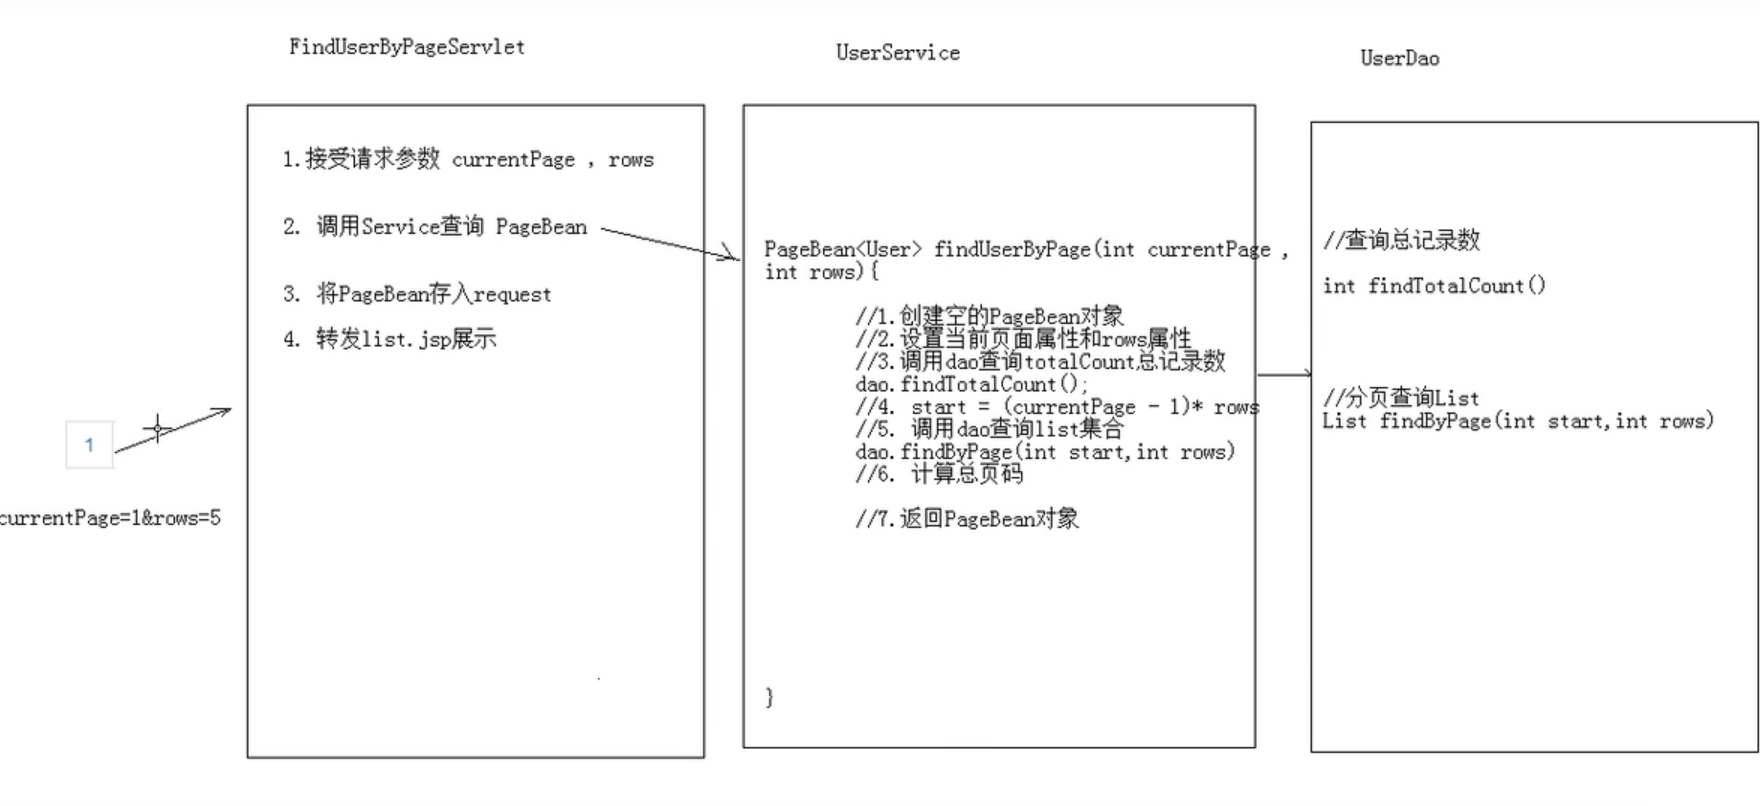 FindUserByPageServlet
UserService
UserDao
1.接受请求参数 currentPage , rows
2. 调用Service查询 PageBean
3. 将PageBean存入request
4. 转发list.jsp展示
1
currentPage=1&rows=5
PageBean<User> findUserByPage(int currentPage ,
int rows){
//1.创建空的PageBean对象
//2.设置当前页面属性和rows属性
//3.调用dao查询totalCount总记录数
dao.findTotalCount();
//4. start = (currentPage - 1)* rows
//5. 调用dao查询list集合
dao.findByPage(int start,int rows)
//6. 计算总页码
//7.返回PageBean对象
}
//查询总记录数
int findTotalCount()
//分页查询List
List findByPage(int start,int rows)